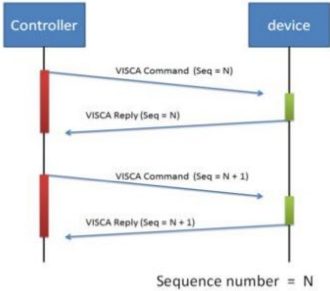 Controller
device
VISCA Command (Seq = N)
VISCA Reply (Seq = N)
VISCA Command (Seq = N + 1)
VISCA Reply (Seq = N + 1)
Sequence number = N